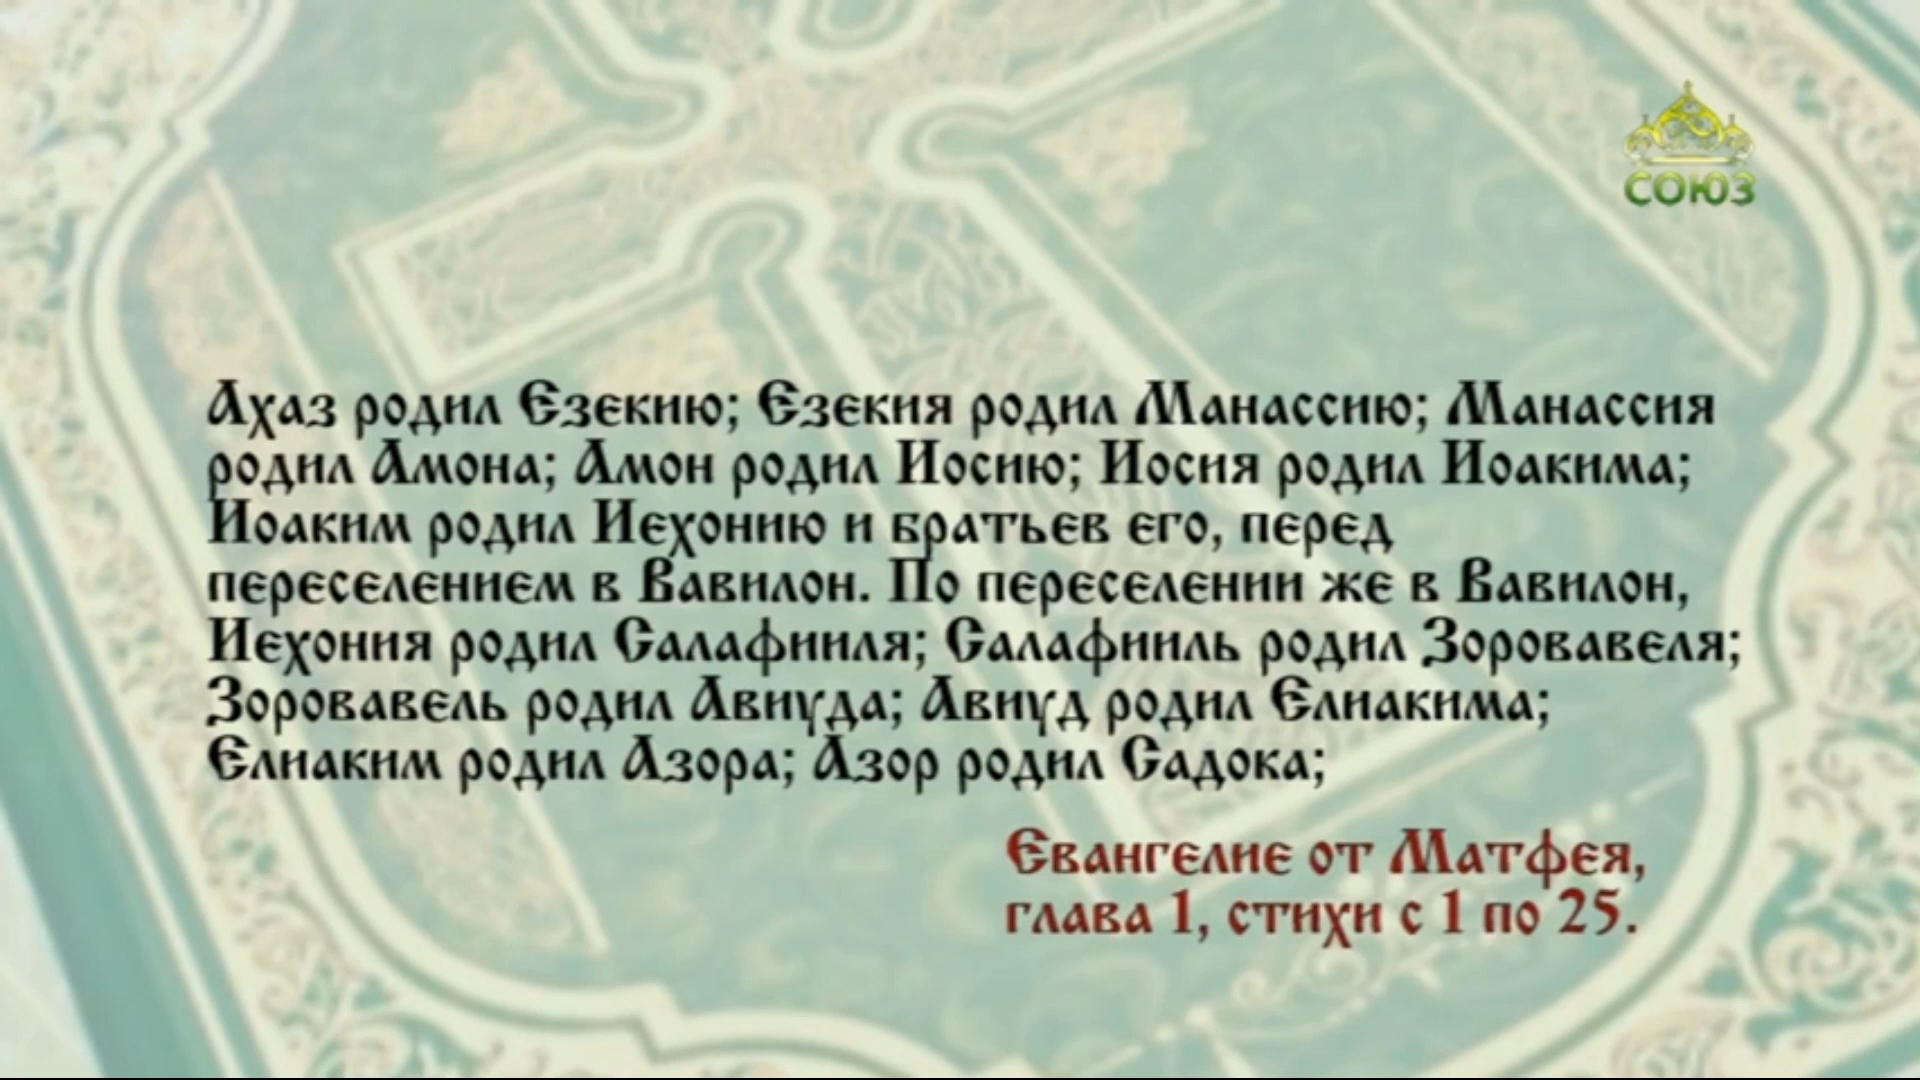 СОЮЗ
Ахаз родил Езекию; Езекия родил Манассию; Манассия
родил Амона; Амон родил Иосию; Иосия родил Иоакима;
Иоаким родил Иехонию и братьев его, перед
переселением в Вавилон. По переселении же в Вавилон,
Иехония родил Салафииля; Салафииль родил Зоровавеля;
Зоровавель родил Авиуда; Авиуд родил Елиакима;
Елиаким родил Азора; Азор родил Садока;
Евангелие от Матфея,
глава 1, стихи с 1 по 25.